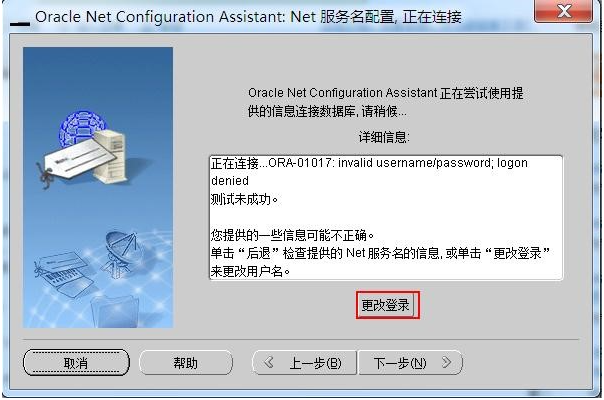 Oracle Net Configuration Assistant: Net 服务名配置, 正在连接
Oracle Net Configuration Assistant 正在尝试使用提
供的信息连接数据库,请稍候...
详细信息:
正在连接...ORA-01017: invalid username/password; logon
denied
测试未成功。
您提供的一些信息可能不正确。
单击“后退”检查提供的 Net 服务名的信息, 或单击“更改登录”
来更改用户名。
更改登录
取消
帮助
上一步(B)
下一步(N)